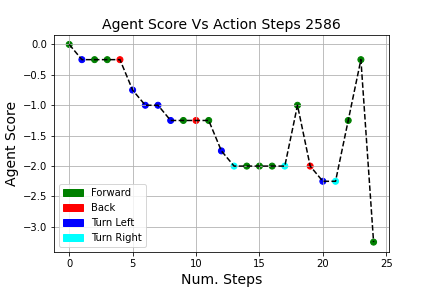 Agent Score Vs Action Steps 2586
0.0
−0.5
−1.0
−1.5
−2.0
−2.5
−3.0
Agent Score
Forward
Back
Turn Left
Turn Right
0 5 10 15 20 25
Num. Steps